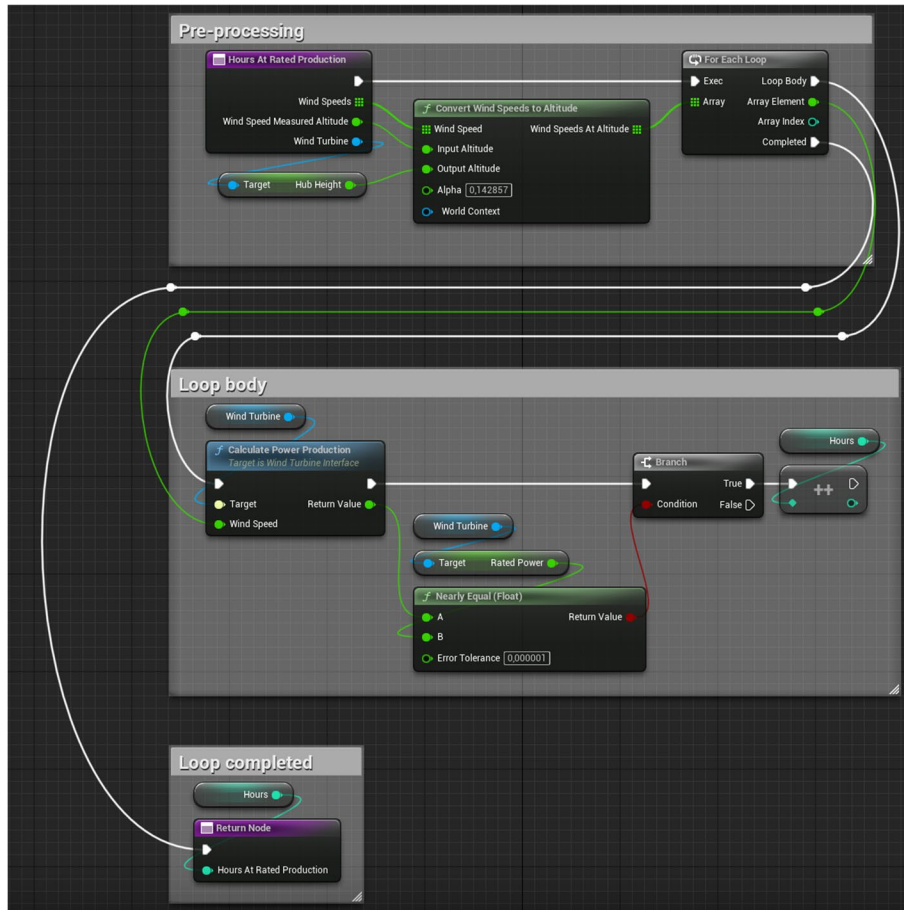 Pre-processing
Hours At Rated Production
Wind Speeds
Wind Speed Measured Altitude
Wind Turbine
Target Hub Height
Convert Wind Speeds to Altitude
Wind Speed Wind Speeds At Altitude
Input Altitude
Output Altitude
Alpha 0,142857
World Context
For Each Loop
Exec Loop Body
Array Array Element
Array Index
Completed
Loop body
Wind Turbine
Calculate Power Production
Target is Wind Turbine Interface
Target Return Value
Wind Speed
Wind Turbine
Target Rated Power
Nearly Equal (Float)
A Return Value
B
Error Tolerance 0,000001
Branch
True
Condition False
Hours
++
Loop completed
Hours
Return Node
Hours At Rated Production